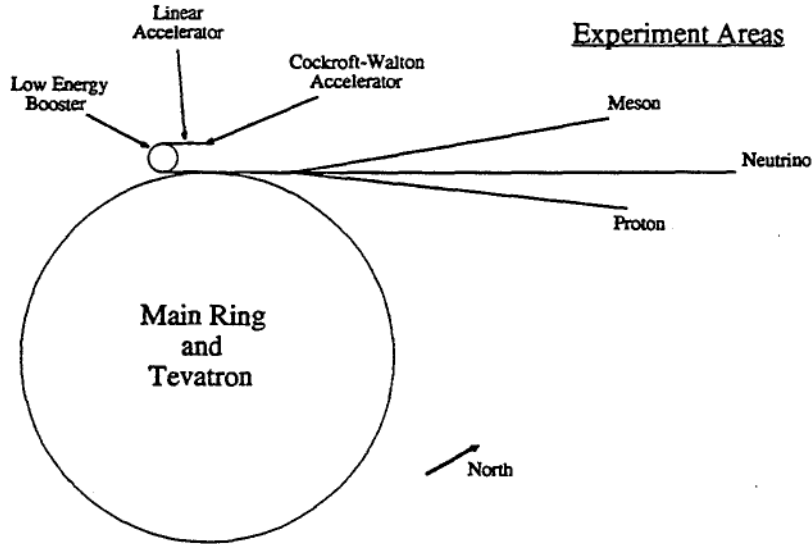 Linear
Accelerator
Experiment Areas
Cockroft-Walton
Accelerator
Low Energy
Booster
Meson
Neutrino
Proton
Main Ring
and
Tevatron
North